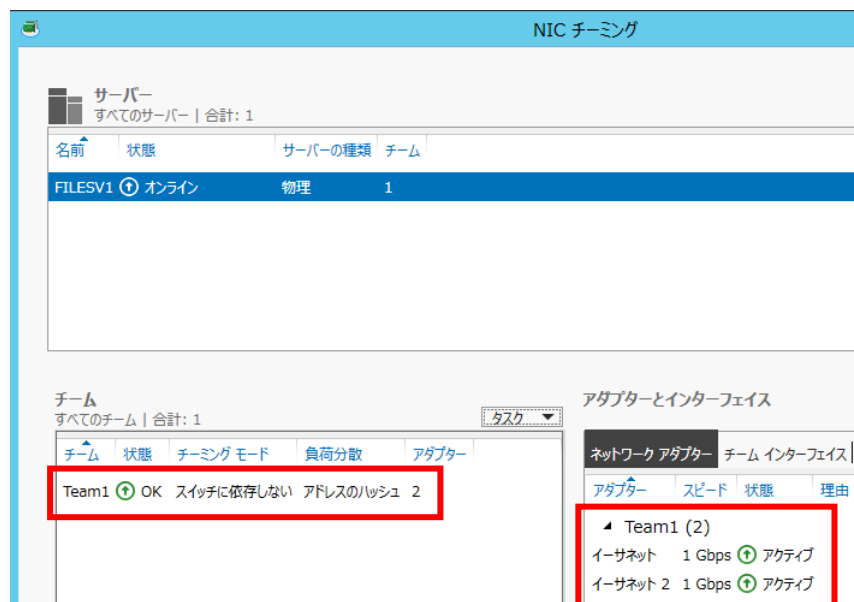 NIC チーミング
サーバー
すべてのサーバー | 合計: 1
名前 状態 サーバーの種類 チーム
FILESV1 オンライン 物理 1
チーム
すべてのチーム | 合計: 1
タスク
チーム 状態 チーミング モード 負荷分散 アダプター
Team1 OK スイッチに依存しない アドレスのハッシュ 2
アダプターとインターフェイス
ネットワーク アダプター チーム インターフェイス
アダプター スピード 状態 理由
Team1 (2)
イーサネット 1 Gbps アクティブ
イーサネット 2 1 Gbps アクティブ